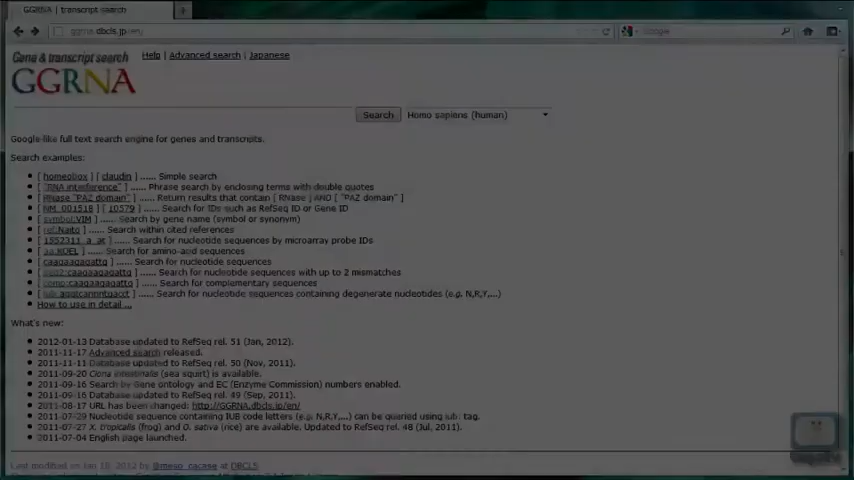 GGRNA | transcript search
ggrna.dbcls.jp/en/
Google
Gene & transcript search
GGRNA
Help | Advanced search | Japanese
Search
Homo sapiens (human)
Google-like full text search engine for genes and transcripts.
Search examples:
[ homeobox ] [ claudin ] ...... Simple search
[ "RNA interference" ] ...... Phrase search by enclosing terms with double quotes
[ RNase "PAZ domain" ] ...... Return results that contain [ RNase ] AND [ "PAZ domain" ]
[ NM_001518 ] [ 10579 ] ...... Search for IDs such as RefSeq ID or Gene ID
[ symbol:VIM ] ...... Search by gene name (symbol or synonym)
[ ref:Naito ] ...... Search within cited references
[ 1552311_a_at ] ...... Search for nucleotide sequences by microarray probe IDs
[ aa:KDEL ] ...... Search for amino-acid sequences
[ caagaagagattg ] ...... Search for nucleotide sequences
[ seq2:caagaagagattg ] ...... Search for nucleotide sequences with up to 2 mismatches
[ comp:caagaagagattg ] ...... Search for complementary sequences
...... Search for nucleotide sequences containing degenerate nucleotides (e.g. N,R,Y,...)
How to use in detail ...
What's new:
2012-01-13 Database updated to RefSeq rel. 51 (Jan, 2012).
2011-11-17 Advanced search released.
2011-11-11 Database updated to RefSeq rel. 50 (Nov, 2011).
2011-09-20 Ciona intestinalis (sea squirt) is available.
2011-09-16 Search by Gene ontology and EC (Enzyme Commission) numbers enabled.
2011-09-16 Database updated to RefSeq rel. 49 (Sep, 2011).
2011-08-17 URL has been changed: http://GGRNA.dbcls.jp/en/
2011-07-29 Nucleotide sequence containing IUB code letters (e.g. N,R,Y,...) can be queried using iub: tag.
2011-07-27 X. tropicalis (frog) and O. sativa (rice) are available. Updated to RefSeq rel. 48 (Jul, 2011).
2011-07-04 English page launched.
Last modified on Jan 18, 2012 by @meso_cacase at DBCLS